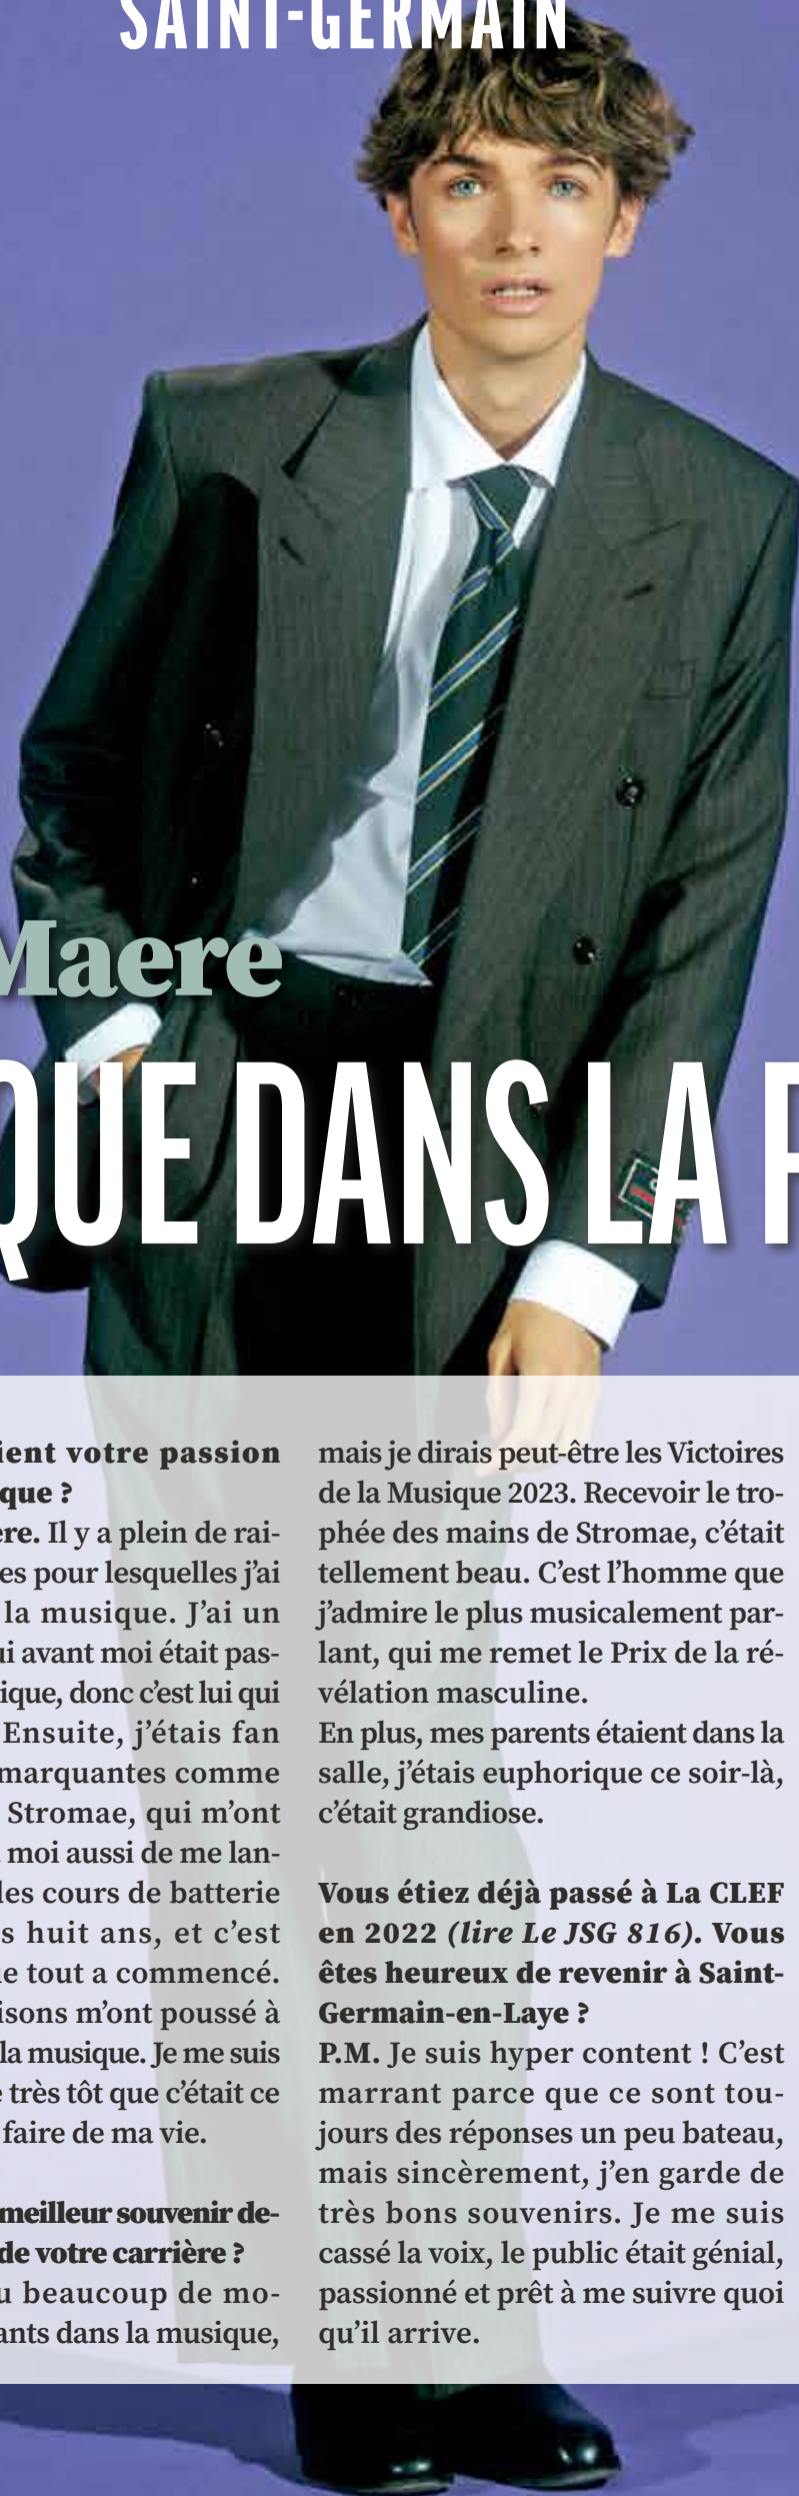 SAINT-GERMAIN
Maere
QUE DANS LA
ient votre passion
que ?
ere. Il y a plein de rai-
es pour lesquelles j'ai
la musique. J'ai un
ui avant moi était pas-
ique, donc c'est lui qui
Ensuite, j'étais fan
marquantes comme
Stromae, qui m'ont
moi aussi de me lan-
des cours de batterie
s huit ans, et c'est
e tout a commencé.
isons m'ont poussé à
la musique. Je me suis
e très tôt que c'était ce
faire de ma vie.
meilleur souvenir de-
de votre carrière ?
u beaucoup de mo-
ants dans la musique,
mais je dirais peut-être les Victoires
de la Musique 2023. Recevoir le tro-
phée des mains de Stromae, c'était
tellement beau. C'est l'homme que
j'admire le plus musicalement par-
lant, qui me remet le Prix de la ré-
vélation masculine.
En plus, mes parents étaient dans la
salle, j'étais euphorique ce soir-là,
c'était grandiose.
Vous étiez déjà passé à La CLEF
en 2022 (lire Le JSG 816). Vous
êtes heureux de revenir à Saint-
Germain-en-Laye ?
P.M. Je suis hyper content ! C'est
marrant parce que ce sont tou-
jours des réponses un peu bateau,
mais sincèrement, j'en garde de
très bons souvenirs. Je me suis
cassé la voix, le public était génial,
passionné et prêt à me suivre quoi
qu'il arrive.